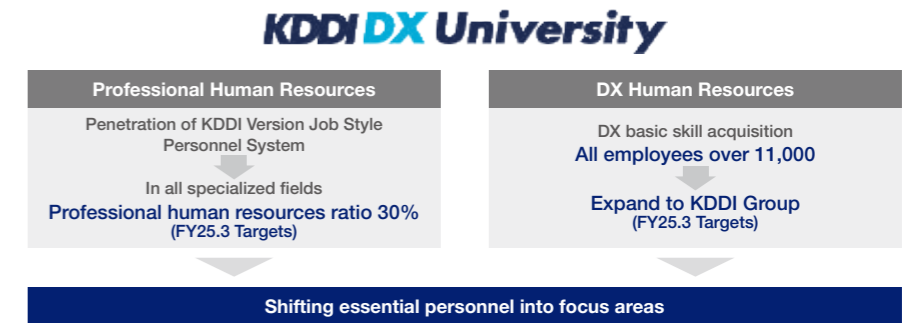 KDDI DX University
Professional Human Resources
Penetration of KDDI Version Job Style
Personnel System
In all specialized fields
Professional human resources ratio 30%
(FY25.3 Targets)
DX Human Resources
DX basic skill acquisition
All employees over 11,000
Expand to KDDI Group
(FY25.3 Targets)
Shifting essential personnel into focus areas